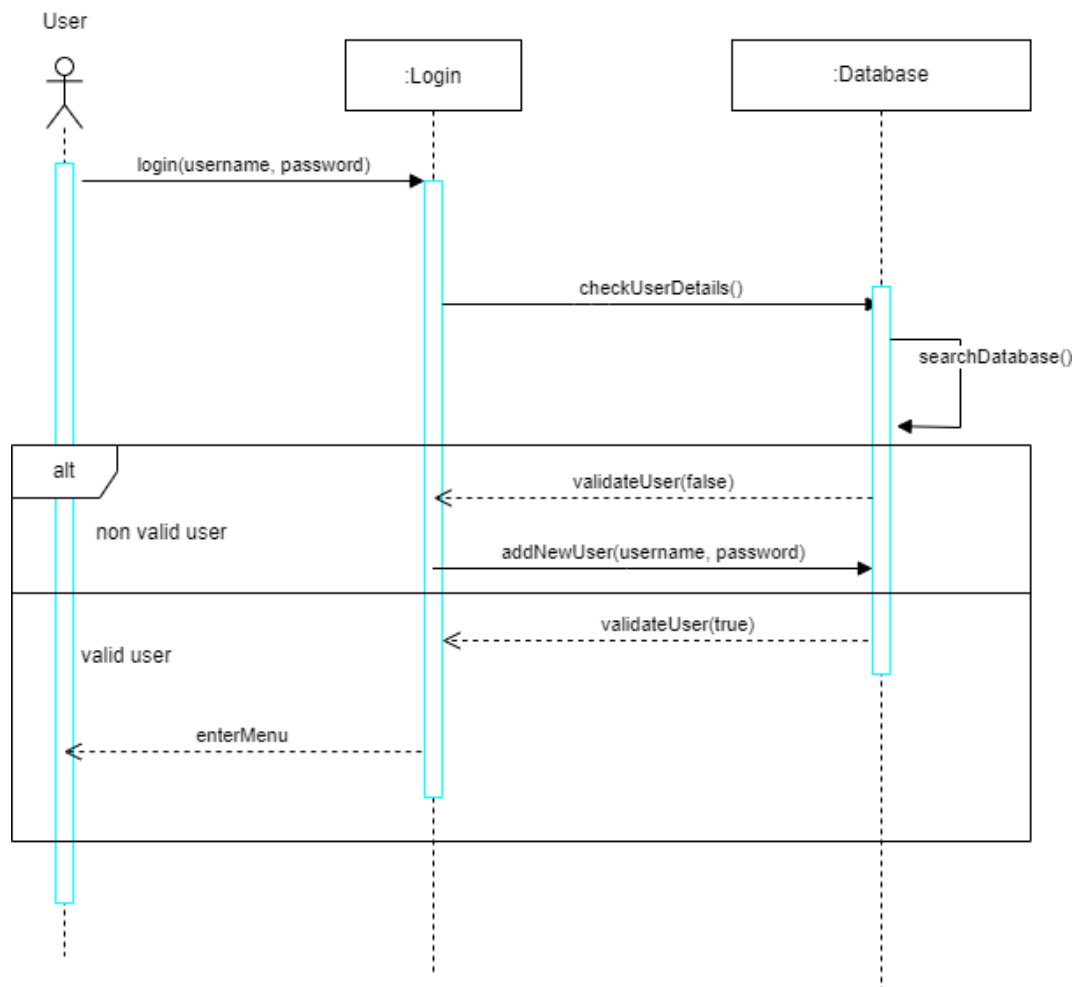 User
:Login
:Database
login(username, password)
checkUserDetails()
searchDatabase()
alt
validateUser(false)
non valid user
addNewUser(username, password)
validateUser(true)
valid user
enterMenu